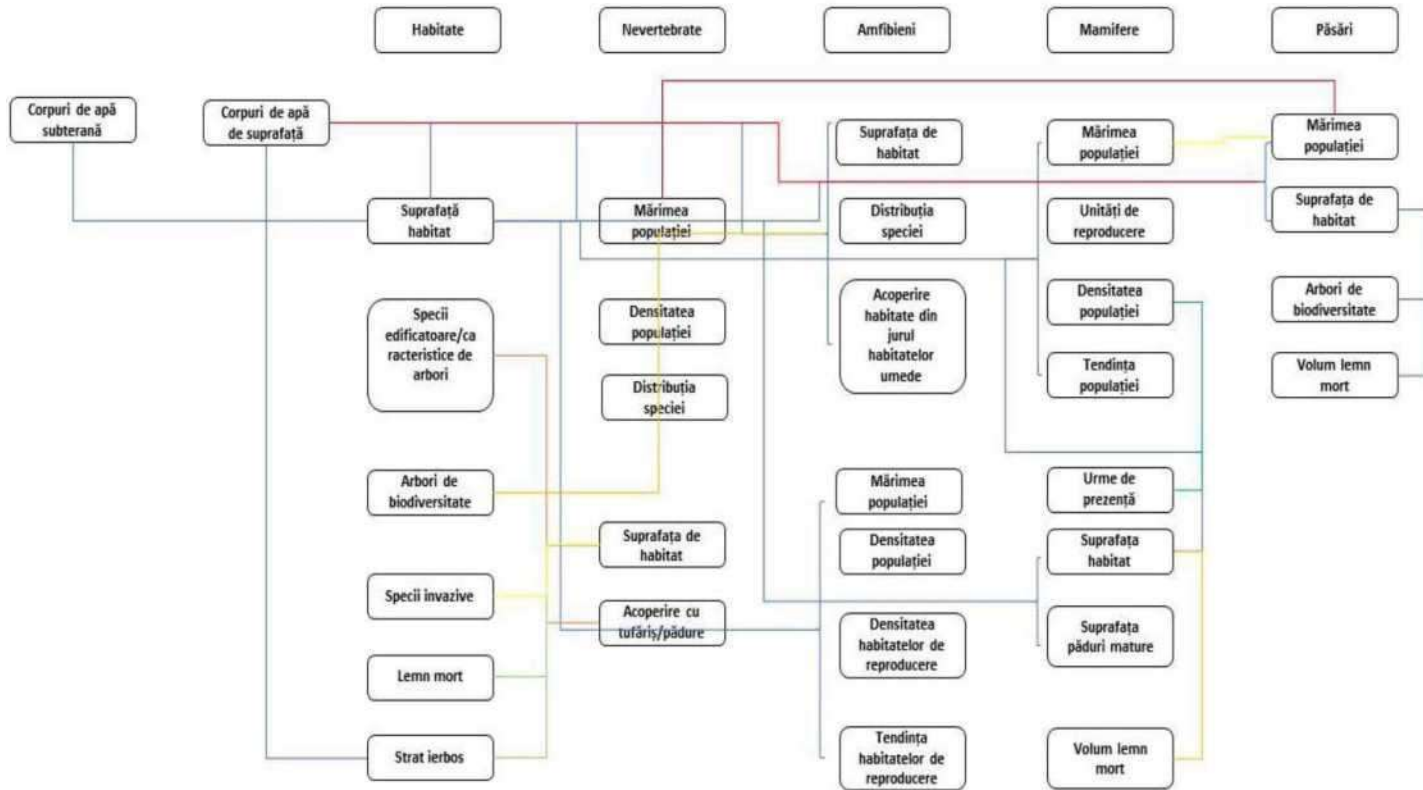 Habitate
Nevertebrate
Amfibieni
Mamifere
Păsări
Corpuri de apă
subterană
Corpuri de apă
de suprafață
Suprafață
habitat
Specii
edificatoare/ca
racteristice de
arbori
Arbori de
biodiversitate
Specii invazive
Lemn mort
Strat ierbos
Mărimea
populației
Densitatea
populației
Distribuția
speciei
Suprafața de
habitat
Acoperire cu
tufăriș/pădure
Suprafața de
habitat
Distribuția
speciei
Acoperire
habitate din
jurul
habitatelor
umede
Mărimea
populației
Densitatea
populației
Densitatea
habitatelor de
reproducere
Tendința
habitatelor de
reproducere
Mărimea
populației
Unități de
reproducere
Densitatea
populației
Tendința
populației
Urme de
prezență
Suprafața
habitat
Suprafața
păduri mature
Volum lemn
mort
Mărimea
populației
Suprafața de
habitat
Arbori de
biodiversitate
Volum lemn
mort